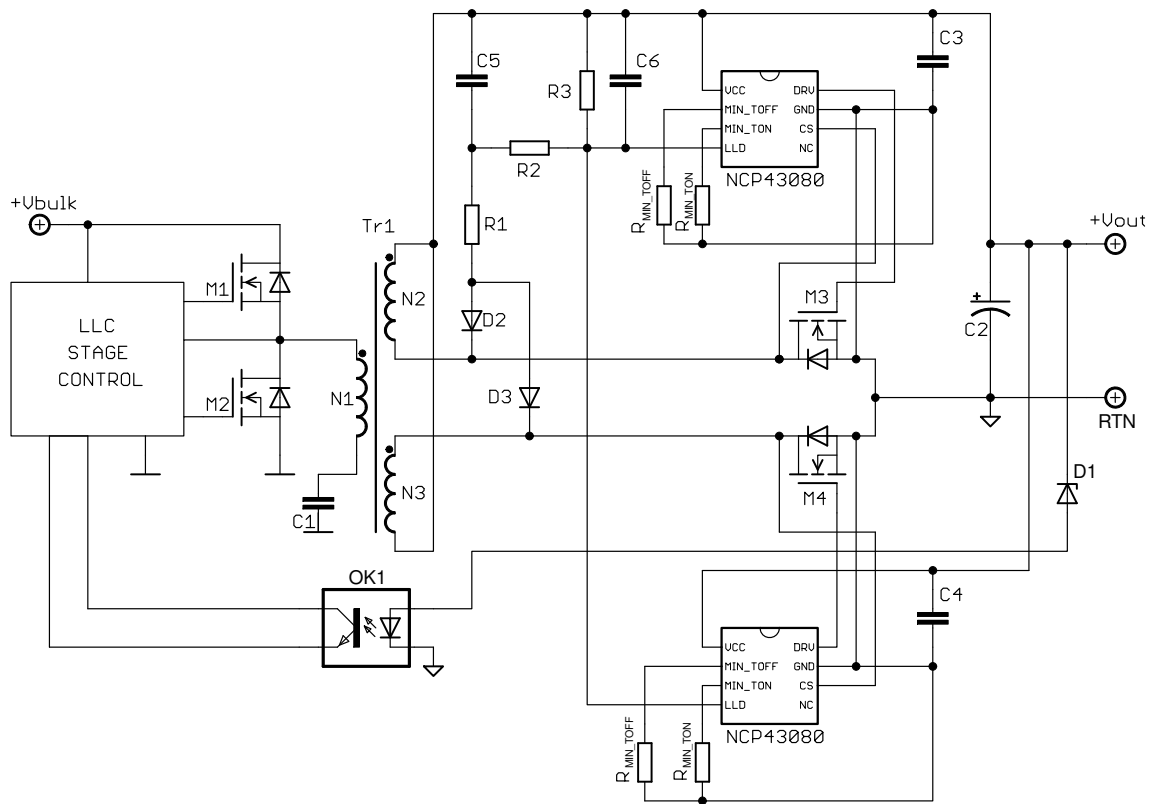 C5
R3
C6
C3
VCC
DRV
MIN_TOFF
GND
MIN_TON
CS
LLD
NC
NCP43080
R2
RMIN_TOFF
RMIN_TON
+Vbulk
Tr1
R1
+Vout
M1
N2
D2
M3
C2
LLC
STAGE
CONTROL
M2
N1
D3
RTN
N3
M4
D1
C1
OK1
C4
VCC
DRV
MIN_TOFF
GND
MIN_TON
CS
LLD
NC
NCP43080
RMIN_TOFF
RMIN_TON